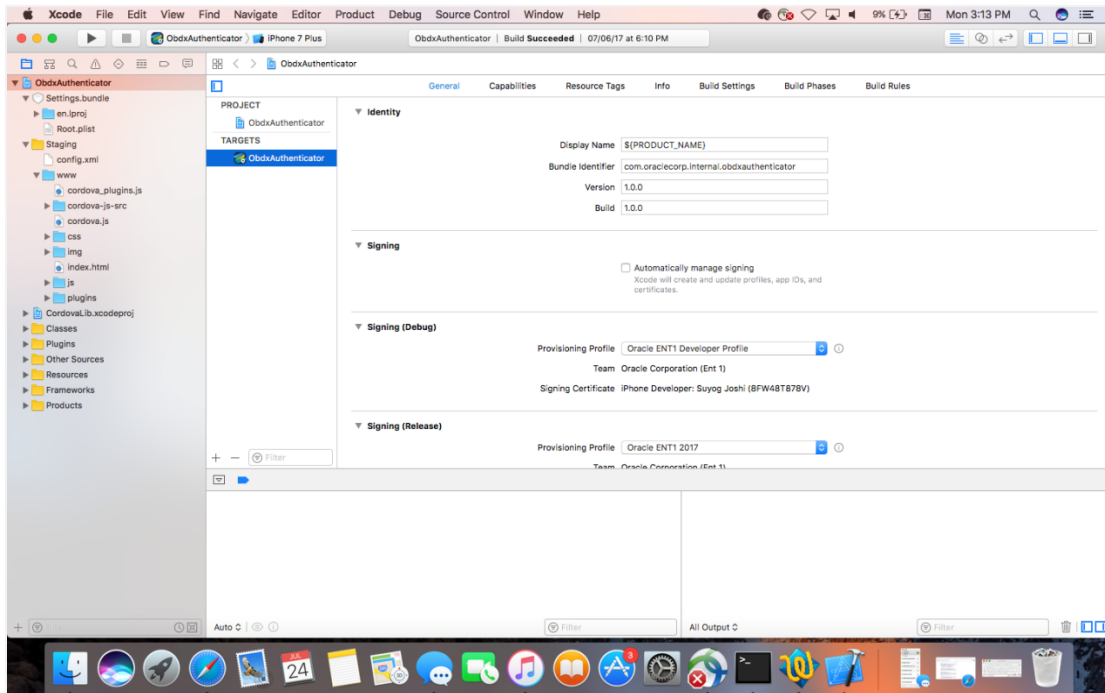 Xcode File Edit View Find Navigate Editor Product Debug Source Control Window Help 9% Mon 3:13 PM
ObdxAuthenticator iPhone 7 Plus ObdxAuthenticator | Build Succeeded | 07/06/17 at 6:10 PM
ObdxAuthenticator
ObdxAuthenticator
Settings.bundle
en.lproj
Root.plist
Staging
config.xml
www
cordova_plugins.js
cordova-js-src
cordova.js
css
img
index.html
js
plugins
CordovaLib.xcodeproj
Classes
Plugins
Other Sources
Resources
Frameworks
Products
General Capabilities Resource Tags Info Build Settings Build Phases Build Rules
PROJECT
ObdxAuthenticator
TARGETS
ObdxAuthenticator
Filter
Identity
Display Name ${PRODUCT_NAME}
Bundle Identifier com.oraclecorp.internal.obdxauthenticator
Version 1.0.0
Build 1.0.0
Signing
Automatically manage signing
Xcode will create and update profiles, app IDs, and
certificates.
Signing (Debug)
Provisioning Profile Oracle ENT1 Developer Profile
Team Oracle Corporation (Ent 1)
Signing Certificate iPhone Developer: Suyog Joshi (8FW48T878V)
Signing (Release)
Provisioning Profile Oracle ENT1 2017
Team Oracle Corporation (Ent 1)
Auto Filter All Output Filter
JUL
24
3